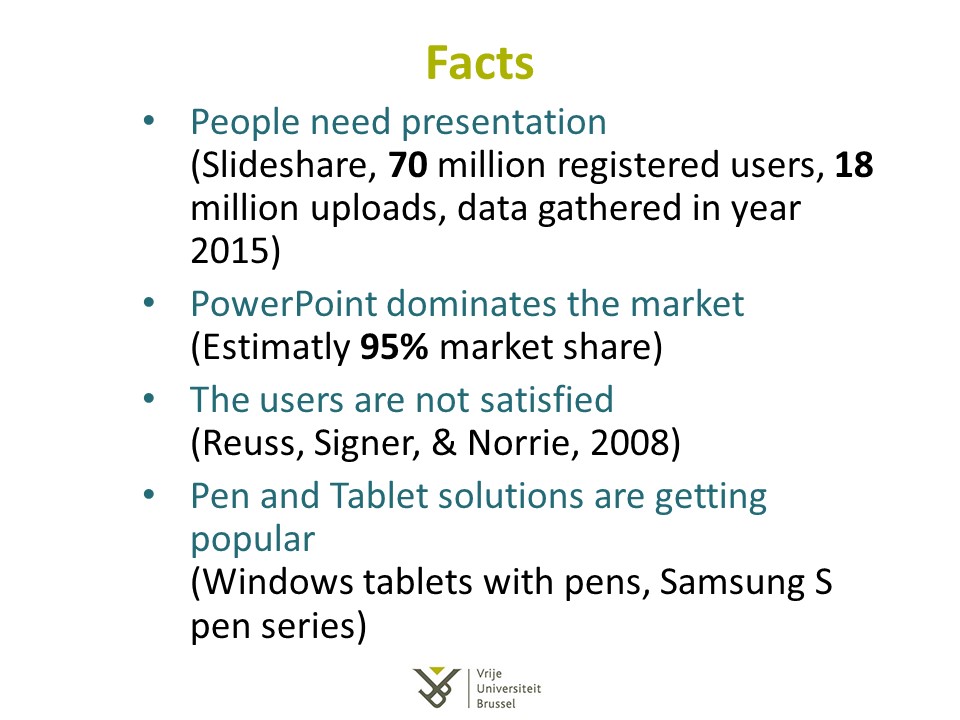 Facts
• People need presentation
(Slideshare, 70 million registered users, 18
million uploads, data gathered in year
2015)
• PowerPoint dominates the market
(Estimatly 95% market share)
• The users are not satisfied
(Reuss, Signer, & Norrie, 2008)
• Pen and Tablet solutions are getting
popular
(Windows tablets with pens, Samsung S
pen series)
Vrije
Universiteit
Brussel